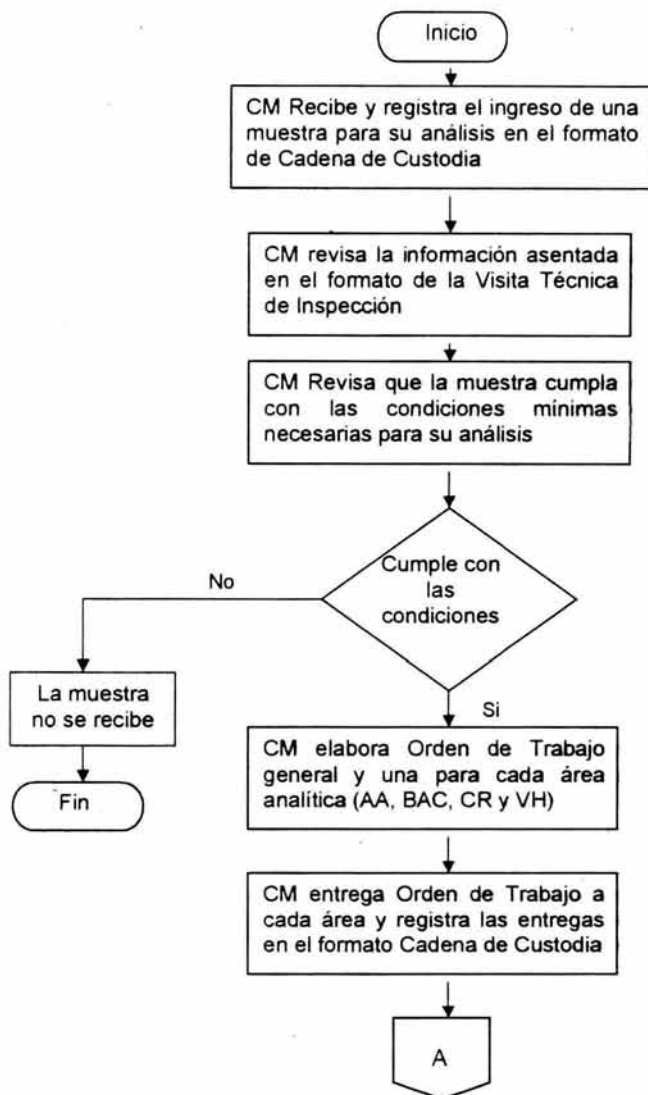 Inicio
CM Recibe y registra el ingreso de una
muestra para su análisis en el formato
de Cadena de Custodia
CM revisa la información asentada
en el formato de la Visita Técnica
de Inspección
CM Revisa que la muestra cumpla
con las condiciones mínimas
necesarias para su análisis
Cumple con
las
condiciones
No
La muestra
no se recibe
Fin
Si
CM elabora Orden de Trabajo
general y una para cada área
analítica (AA, BAC, CR y VH)
CM entrega Orden de Trabajo a
cada área y registra las entregas
en el formato Cadena de Custodia
A